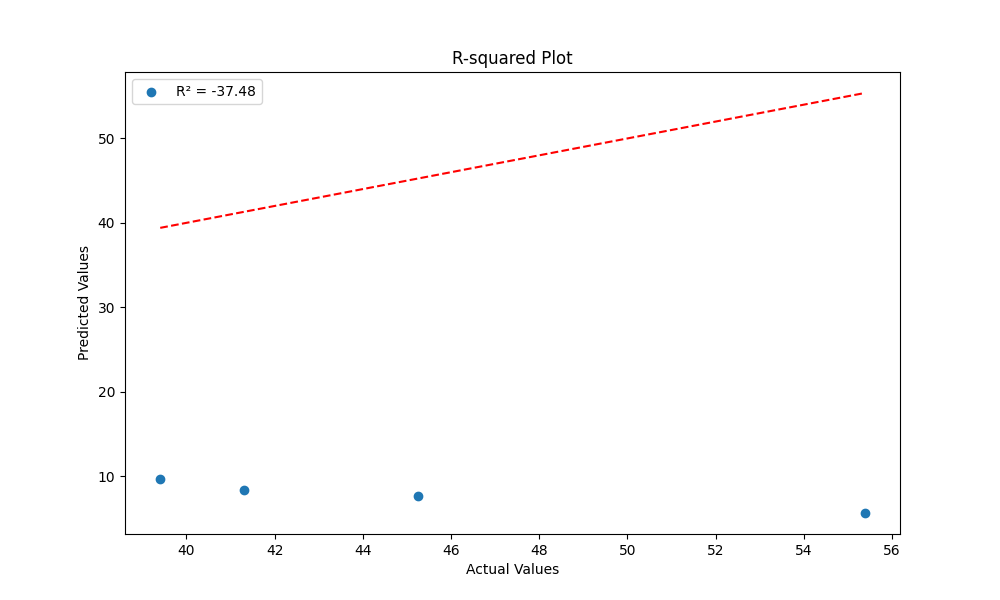 R-squared Plot
R² = -37.48
50
40
30
20
10
Predicted Values
40 42 44 46 48 50 52 54 56
Actual Values